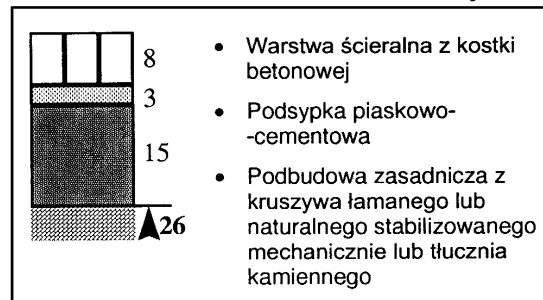 8
3
15
26
• Warstwa ścieralna z kostki
betonowej
• Podsypka piaskowo-
-cementowa
• Podbudowa zasadnicza z
kruszywa łamanego lub
naturalnego stabilizowanego
mechanicznie lub tłucznia
kamiennego